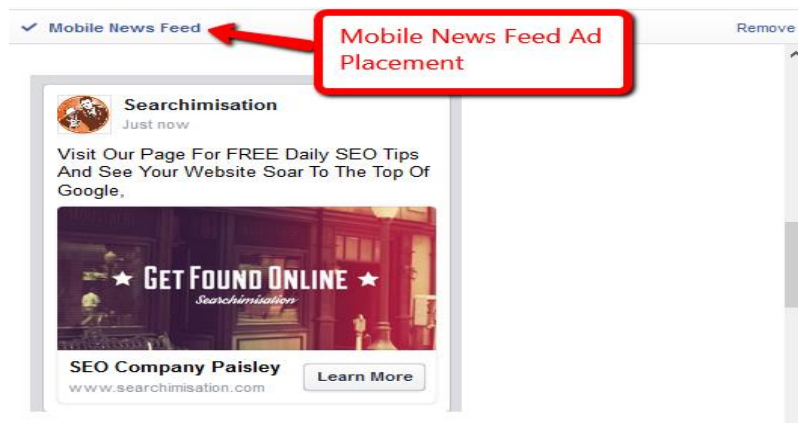 Mobile News Feed
Mobile News Feed Ad
Placement
Remove
Searchimisation
Just now
Visit Our Page For FREE Daily SEO Tips
And See Your Website Soar To The Top Of
Google,
★ GET FOUND ONLINE ★
Searchimisation
SEO Company Paisley
www.searchimisation.com
Learn More